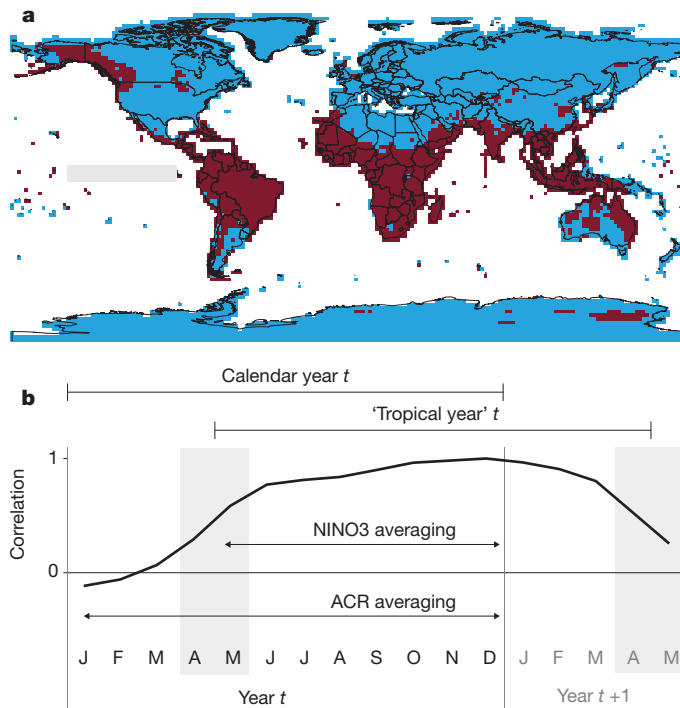 a
b
Calendar year t
‘Tropical year’ t
1
Correlation
NINO3 averaging
0
ACR averaging
J F M A M J J A S O N D J F M A M
Year t Year t +1